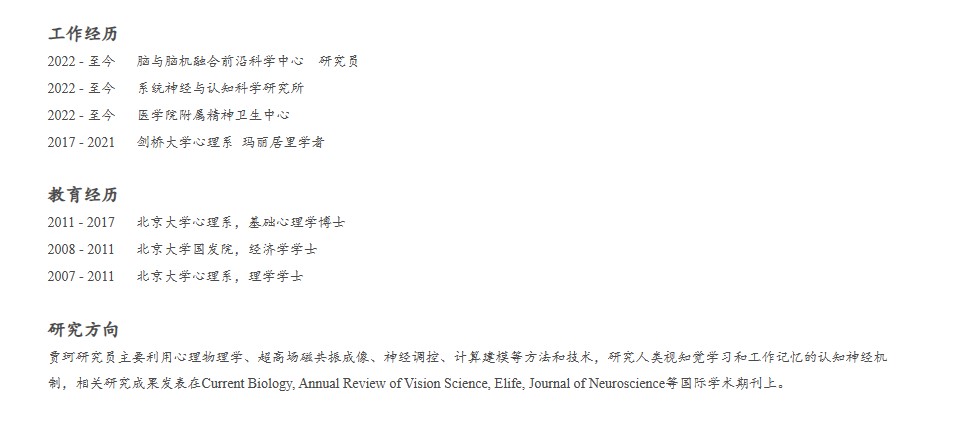 工作经历
2022 - 至今 脑与脑机融合前沿科学中心 研究员
2022 - 至今 系统神经与认知科学研究所
2022 - 至今 医学院附属精神卫生中心
2017 - 2021 剑桥大学心理系 玛丽居里学者
教育经历
2011 - 2017 北京大学心理系，基础心理学博士
2008 - 2011 北京大学国发院，经济学学士
2007 - 2011 北京大学心理系，理学学士
研究方向
贾珂研究员主要利用心理物理学、超高场磁共振成像、神经调控、计算建模等方法和技术，研究人类视知觉学习和工作记忆的认知神经机
制，相关研究成果发表在Current Biology, Annual Review of Vision Science, Elife, Journal of Neuroscience等国际学术期刊上。